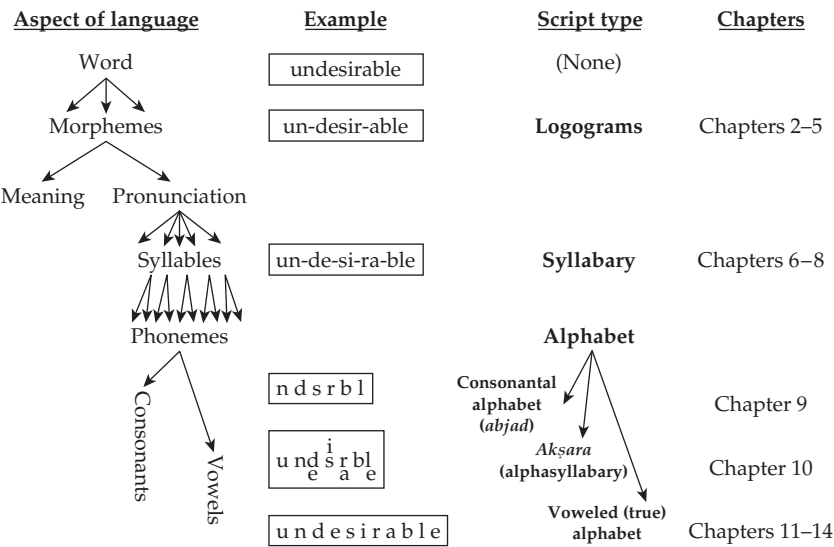 Aspect of language Example Script type Chapters
Word undesirable (None)
Morphemes un-desir-able Logograms Chapters 2–5
Meaning Pronunciation
Syllables un-de-si-ra-ble Syllabary Chapters 6–8
Phonemes Alphabet
Consonants
Vowels
n d s r b l
Consonantal
alphabet
(abjad)
Chapter 9
i
u n d s r bl
e a e
Akṣara
(alphasyllabary)
Chapter 10
u n d e s i r a b l e
Voweled (true)
alphabet
Chapters 11–14